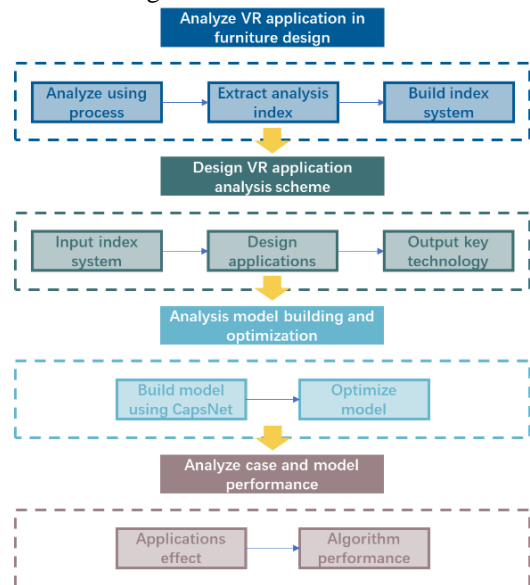 Analyze VR application in
furniture design
Analyze using
process
Extract analysis
index
Build index
system
Design VR application
analysis scheme
Input index
system
Design
applications
Output key
technology
Analysis model building and
optimization
Build model
using CapsNet
Optimize
model
Analyze case and model
performance
Applications
effect
Algorithm
performance